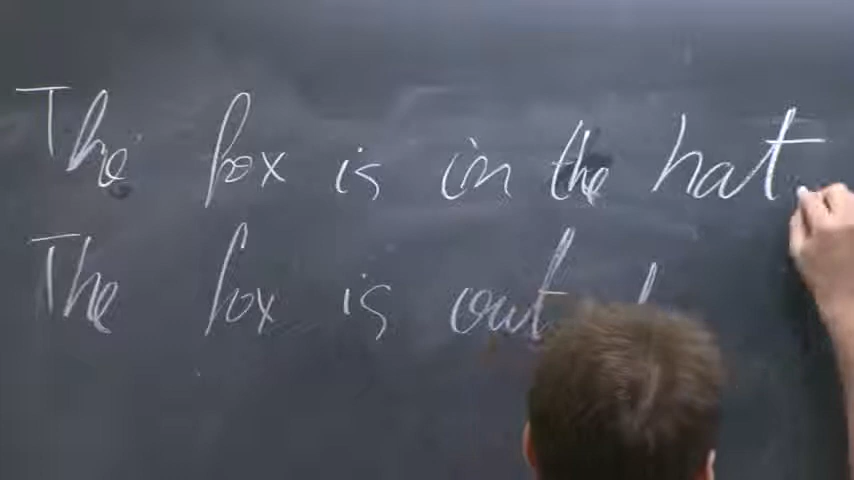 The fox is in the hat
The fox is out